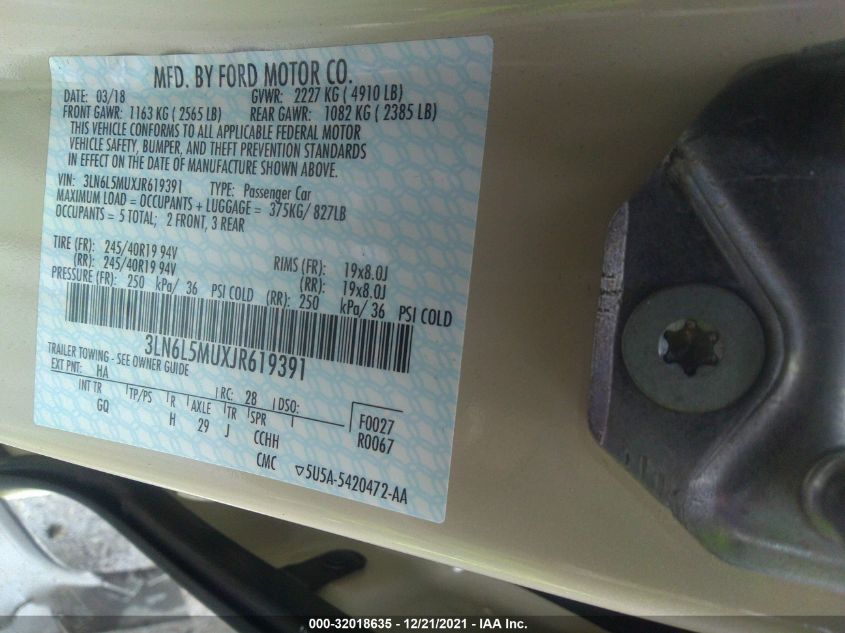 MFD. BY FORD MOTOR CO.
DATE: 03/18 GVWR: 2227 KG ( 4910 LB)
FRONT GAWR: 1163 KG ( 2565 LB) REAR GAWR: 1082 KG ( 2385 LB)
THIS VEHICLE CONFORMS TO ALL APPLICABLE FEDERAL MOTOR
VEHICLE SAFETY, BUMPER, AND THEFT PREVENTION STANDARDS
IN EFFECT ON THE DATE OF MANUFACTURE SHOWN ABOVE.
VIN: 3LN6L5MUXJR619391 TYPE: Passenger Car
MAXIMUM LOAD = OCCUPANTS + LUGGAGE = 375KG/ 827LB
OCCUPANTS = 5 TOTAL; 2 FRONT, 3 REAR
TIRE (FR): 245/40R19 94V RIMS (FR): 19x8.0J
(RR): 245/40R19 94V (RR): 19x8.0J
PRESSURE (FR): 250 kPa/ 36 PSI COLD (RR): 250 kPa/ 36 PSI COLD
3LN6L5MUXJR619391
TRAILER TOWING - SEE OWNER GUIDE
EXT PNT: HA RC: 28 DSO:
INT TR TP/PS R AXLE TR SPR F0027
GQ H 29 J CCHH R0067
CMC ▽5U5A-5420472-AA
000-32018635 - 12/21/2021 - IAA Inc.